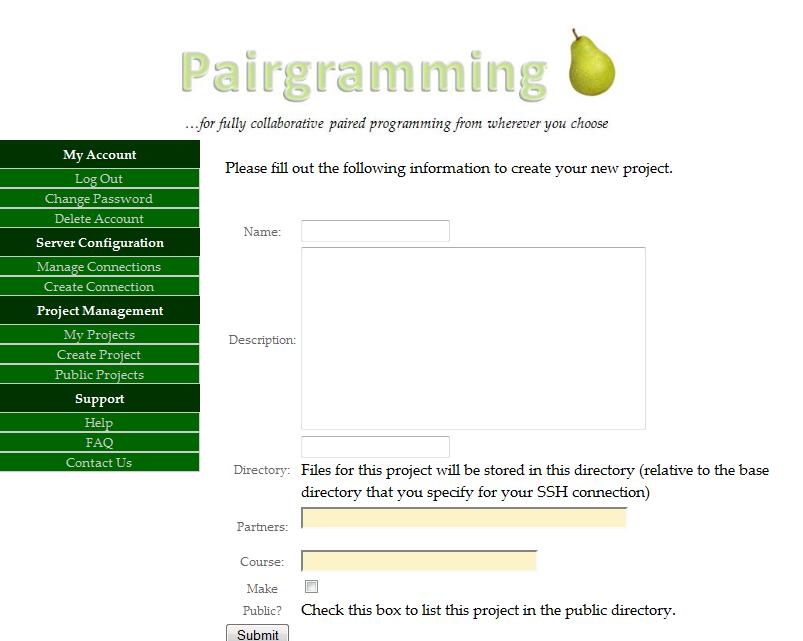 Pairgramming
...for fully collaborative paired programming from wherever you choose
My Account
Log Out
Change Password
Delete Account
Server Configuration
Manage Connections
Create Connection
Project Management
My Projects
Create Project
Public Projects
Support
Help
FAQ
Contact Us
Please fill out the following information to create your new project.
Name:
Description:
Directory:
Files for this project will be stored in this directory (relative to the base
directory that you specify for your SSH connection)
Partners:
Course:
Make
Public?
Check this box to list this project in the public directory.
Submit